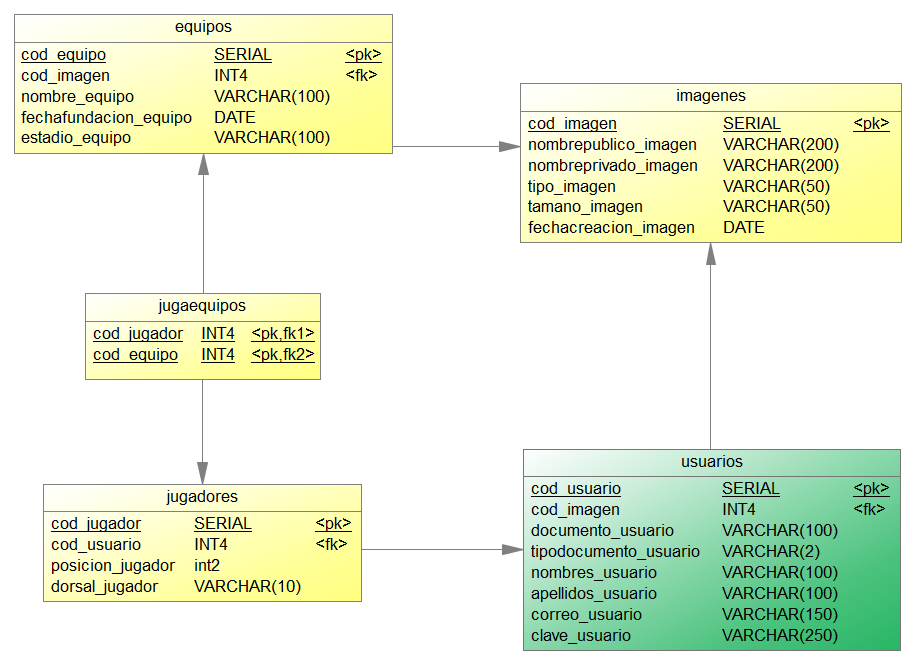 equipos
cod_equipo SERIAL <pk>
cod_imagen INT4 <fk>
nombre_equipo VARCHAR(100)
fechafundacion_equipo DATE
estadio_equipo VARCHAR(100)
imagenes
cod_imagen SERIAL <pk>
nombrepublico_imagen VARCHAR(200)
nombreprivado_imagen VARCHAR(200)
tipo_imagen VARCHAR(50)
tamano_imagen VARCHAR(50)
fechacreacion_imagen DATE
jugaequipos
cod_jugador INT4 <pk,fk1>
cod_equipo INT4 <pk,fk2>
jugadores
cod_jugador SERIAL <pk>
cod_usuario INT4 <fk>
posicion_jugador int2
dorsal_jugador VARCHAR(10)
usuarios
cod_usuario SERIAL <pk>
cod_imagen INT4 <fk>
documento_usuario VARCHAR(100)
tipodocumento_usuario VARCHAR(2)
nombres_usuario VARCHAR(100)
apellidos_usuario VARCHAR(100)
correo_usuario VARCHAR(150)
clave_usuario VARCHAR(250)